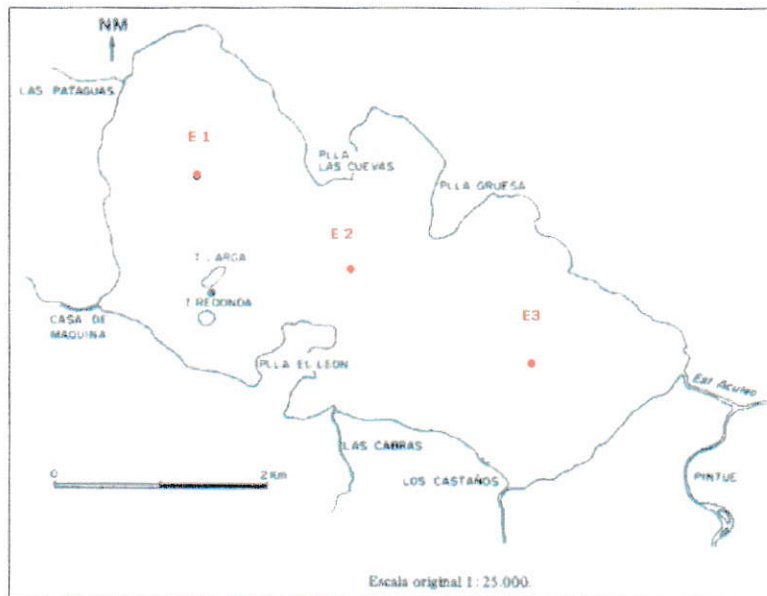 NM
LAS PATAGUAS
E 1
PLLA
LAS CUEVAS
PLLA GRUESA
E 2
T. ARGA
T REDONDA
CASA DE
MAQUINA
E3
PLLA EL LEON
Est Aculeo
LAS CABRAS
LOS CASTAÑOS
PINTUE
0
2 Km
Escala original 1:25.000.